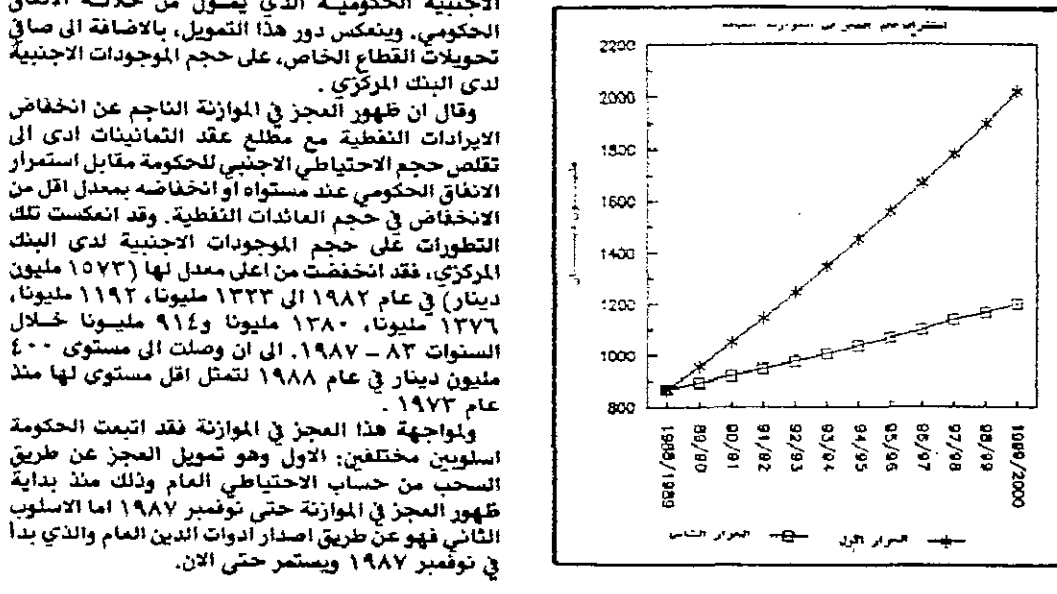 الاجنبية الحكومية الذي يمول من خلاله الانفاق
الحكومي. وينعكس دور هذا التمويل، بالاضافة الى صافي
تحويلات القطاع الخاص، على حجم الموجودات الاجنبية
لدى البنك المركزي .
وقال ان ظهور العجز في الموازنة الناجم عن انخفاض
الايرادات النفطية مع مطلع عقد الثمانينات ادى الى
تقلص حجم الاحتياطي الاجنبي للحكومة مقابل استمرار
الانفاق الحكومي عند مستواه او انخفاضه بمعدل اقل من
الانخفاض في حجم العائدات النفطية. وقد انعكست تلك
التطورات على حجم الموجودات الاجنبية لدى البنك
المركزي، فقد انخفضت من اعلى معدل لها (١٥٧٣ مليون
دينار) في عام ١٩٨٢ الى ١٣٢٣ مليونا، ١١٩٢ مليونا،
١٣٧٦ مليونا، ١٣٨٠ مليونا و٩١٤ مليونا خلال
السنوات ٨٣ – ١٩٨٧. الى ان وصلت الى مستوى ٤٠٠
مليون دينار في عام ١٩٨٨ لتمثل اقل مستوى لها منذ
عام ١٩٧٣ .
ولمواجهة هذا العجز في الموازنة فقد اتبعت الحكومة
اسلوبين مختلفين: الاول وهو تمويل العجز عن طريق
السحب من حساب الاحتياطي العام وذلك منذ بداية
ظهور العجز في الموازنة حتى نوفمبر ١٩٨٧ اما الاسلوب
الثاني فهو عن طريق اصدار ادوات الدين العام والذي بدا
في نوفمبر ١٩٨٧ ويستمر حتى الان.
حجم العجز في الموازنة
2200
2000
1800
1600
1400
1200
1000
800
مليون دينار
1988/1989
89/90
90/91
91/92
92/93
93/94
94/95
95/96
96/97
97/98
98/99
1999/2000
الاول